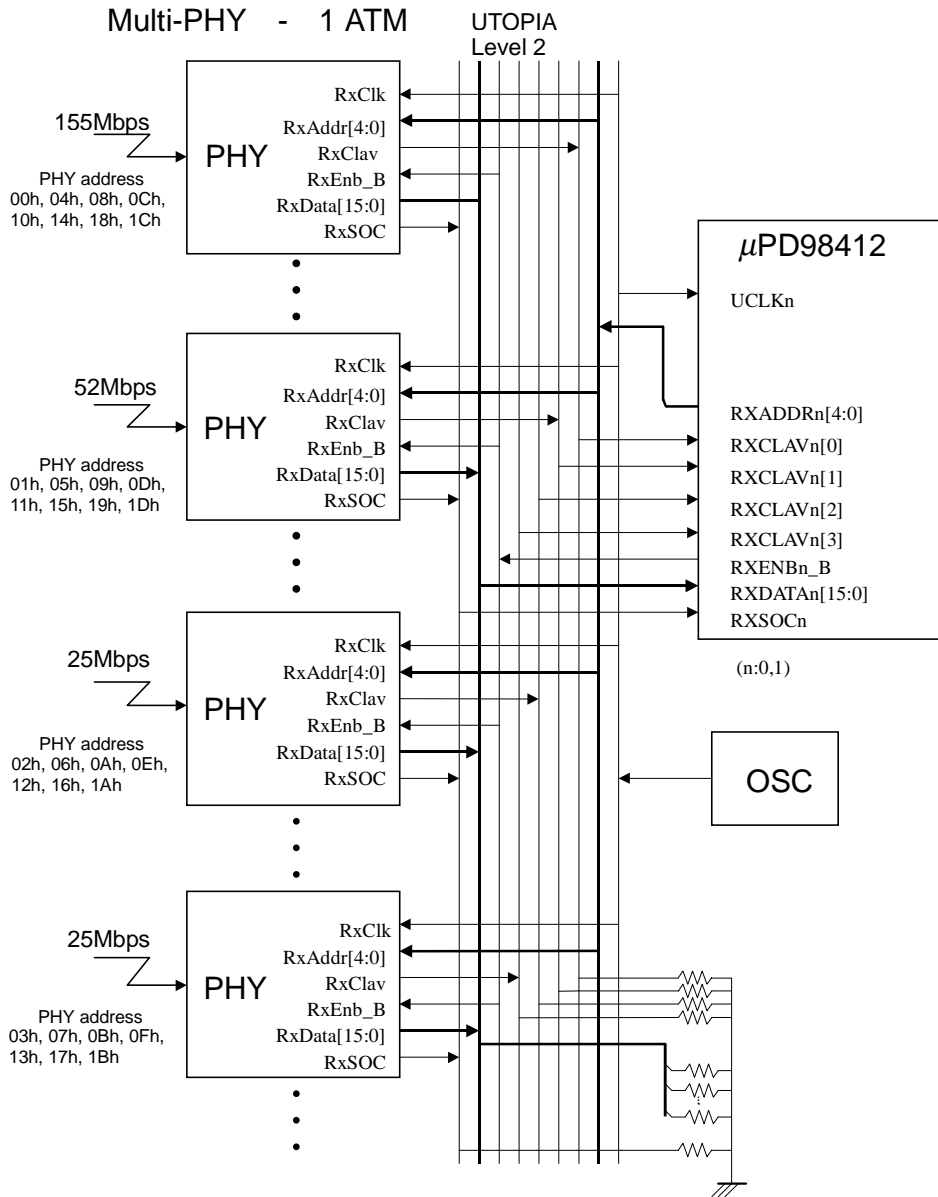 Multi-PHY - 1 ATM
UTOPIA
Level 2
155Mbps
PHY address
00h, 04h, 08h, 0Ch,
10h, 14h, 18h, 1Ch
PHY
RxClk
RxAddr[4:0]
RxClav
RxEnb_B
RxData[15:0]
RxSOC
52Mbps
PHY address
01h, 05h, 09h, 0Dh,
11h, 15h, 19h, 1Dh
PHY
RxClk
RxAddr[4:0]
RxClav
RxEnb_B
RxData[15:0]
RxSOC
25Mbps
PHY address
02h, 06h, 0Ah, 0Eh,
12h, 16h, 1Ah
PHY
RxClk
RxAddr[4:0]
RxClav
RxEnb_B
RxData[15:0]
RxSOC
25Mbps
PHY address
03h, 07h, 0Bh, 0Fh,
13h, 17h, 1Bh
PHY
RxClk
RxAddr[4:0]
RxClav
RxEnb_B
RxData[15:0]
RxSOC
μPD98412
UCLKn
RXADDRn[4:0]
RXCLAVn[0]
RXCLAVn[1]
RXCLAVn[2]
RXCLAVn[3]
RXENBn_B
RXDATAn[15:0]
RXSOCn
(n:0,1)
OSC